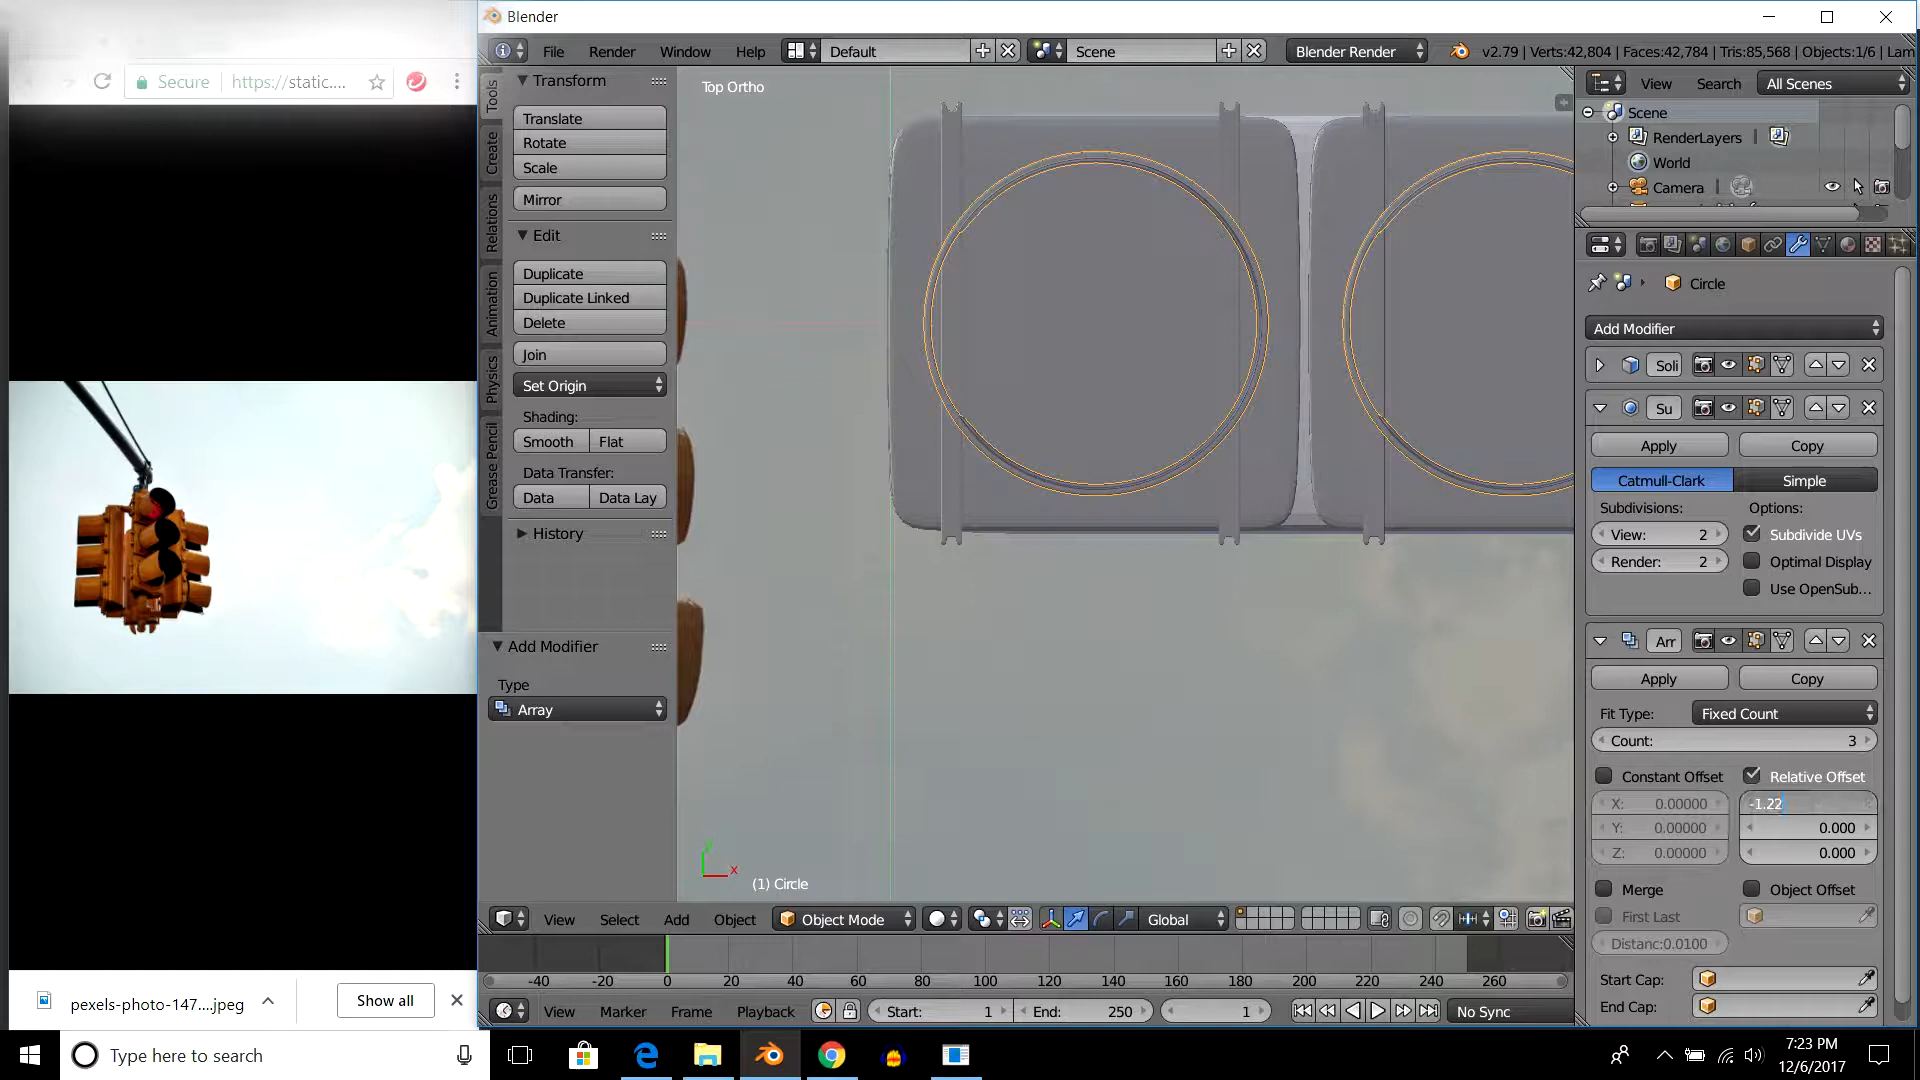 Blender
Secure
https://static....
File Render Window Help
Default
Scene
Blender Render
v2.79 | Verts:42,804 | Faces:42,784 | Tris:85,568 | Objects:1/6 | Lam
Tools
Create
Relations
Animation
Physics
Grease Pencil
Transform
Translate
Rotate
Scale
Mirror
Edit
Duplicate
Duplicate Linked
Delete
Join
Set Origin
Shading:
Smooth Flat
Data Transfer:
Data Data Lay
History
Add Modifier
Type
Array
Top Ortho
y
x
(1) Circle
View Search All Scenes
Scene
RenderLayers
World
Camera
Circle
Add Modifier
Soli
Su
Apply Copy
Catmull-Clark Simple
Subdivisions: Options:
View: 2 Subdivide UVs
Render: 2 Optimal Display
Use OpenSub...
Arr
Apply Copy
Fit Type: Fixed Count
Count: 3
Constant Offset Relative Offset
X: 0.00000 -1.22
Y: 0.00000 0.000
Z: 0.00000 0.000
Merge Object Offset
First Last
Distanc:0.0100
Start Cap:
End Cap:
View Select Add Object Object Mode Global
-40 -20 0 20 40 60 80 100 120 140 160 180 200 220 240 260
View Marker Frame Playback Start: 1 End: 250 1 No Sync
pexels-photo-147....jpeg Show all
Type here to search
7:23 PM
12/6/2017